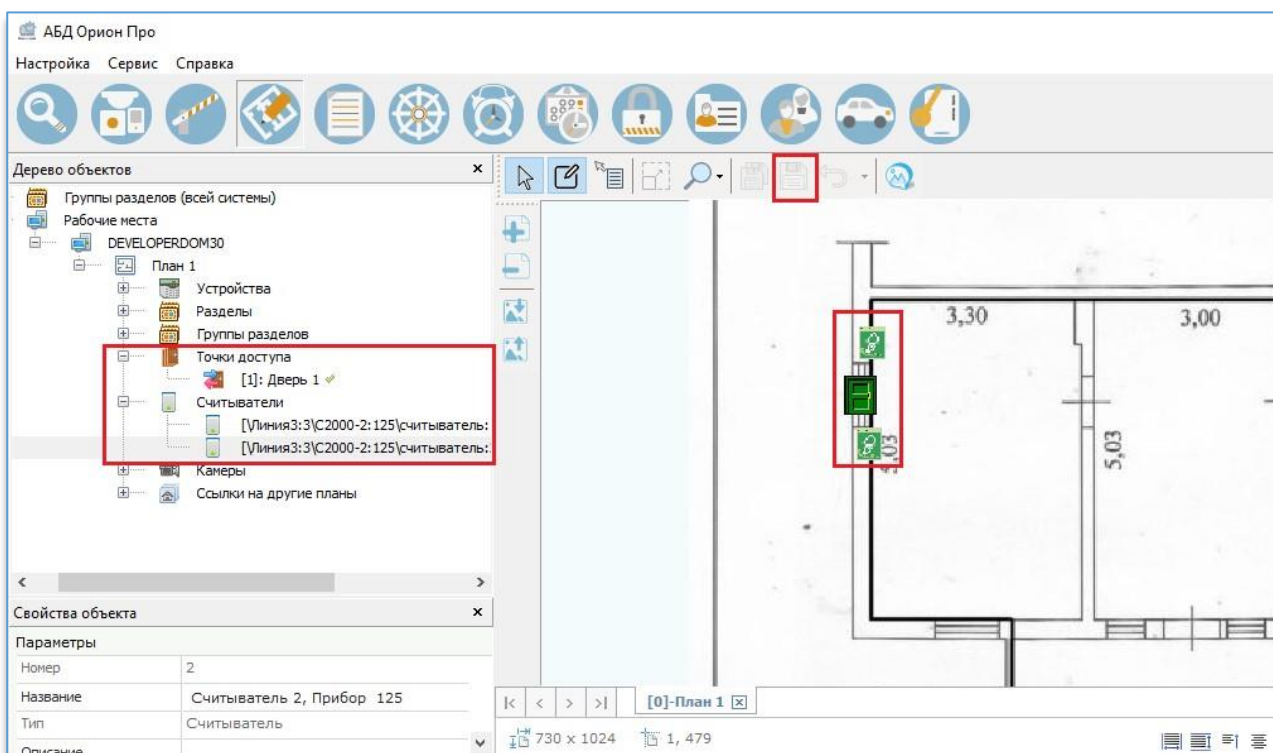 АБД Орион Про
Настройка Сервис Справка
Дерево объектов
Группы разделов (всей системы)
Рабочие места
DEVELOPERDOM30
План 1
Устройства
Разделы
Группы разделов
Точки доступа
[1]: Дверь 1
Считыватели
[\Линия3:3\С2000-2:125\считыватель:
[\Линия3:3\С2000-2:125\считыватель:
Камеры
Ссылки на другие планы
Свойства объекта
Параметры
Номер 2
Название Считыватель 2, Прибор 125
Тип Считыватель
Описание
3,30
3,00
5,03
[0]-План 1
730 x 1024 1, 479